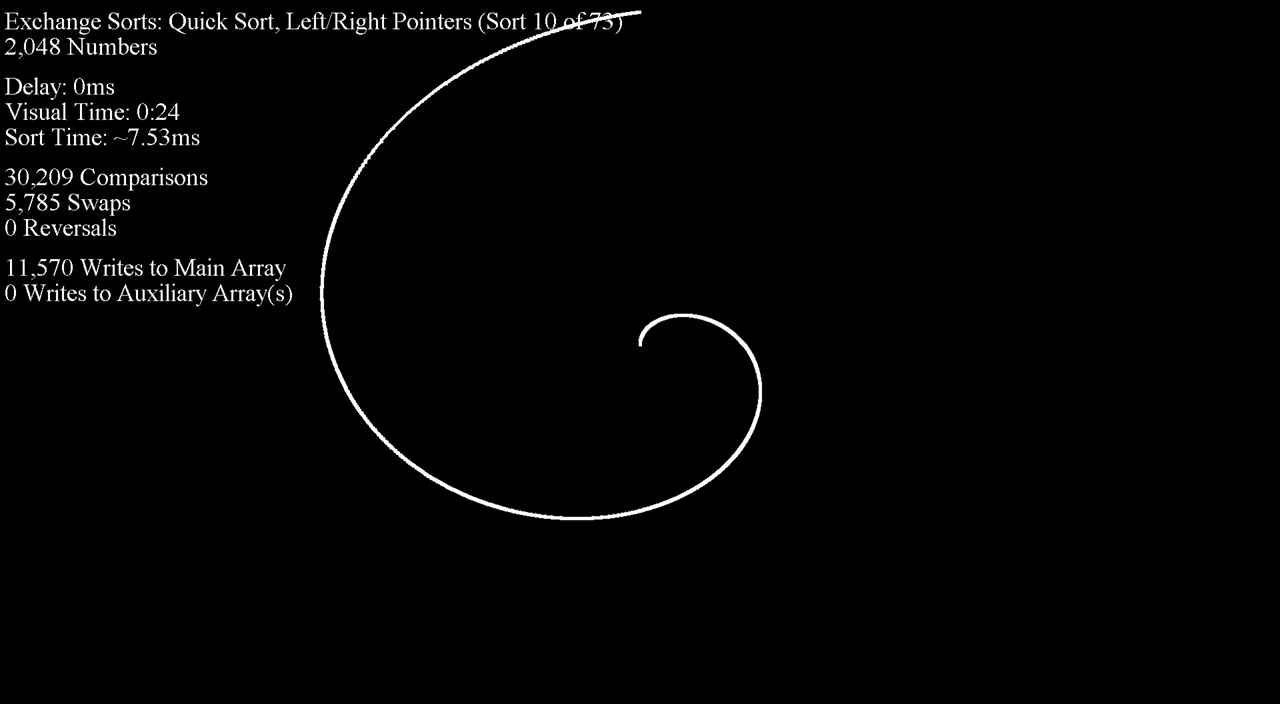 Exchange Sorts: Quick Sort, Left/Right Pointers (Sort 10 of 73)
2,048 Numbers
Delay: 0ms
Visual Time: 0:24
Sort Time: ~7.53ms
30,209 Comparisons
5,785 Swaps
0 Reversals
11,570 Writes to Main Array
0 Writes to Auxiliary Array(s)